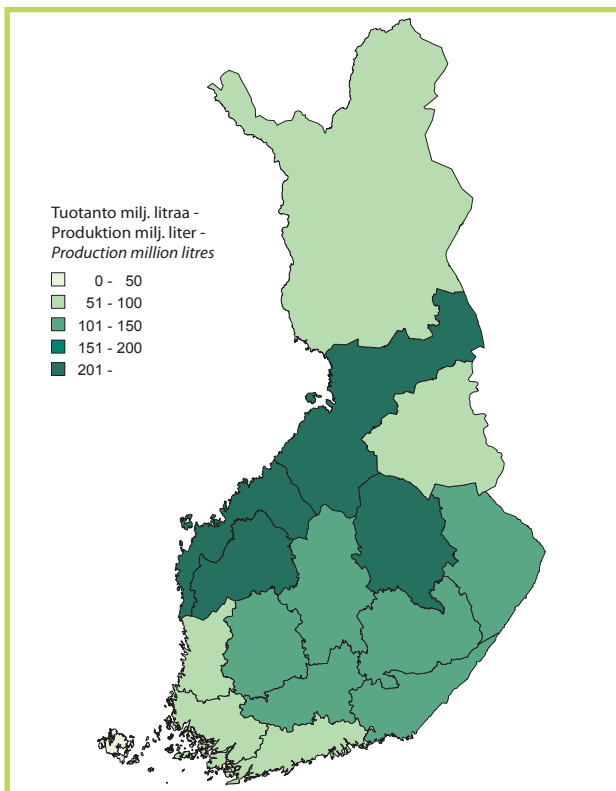 Tuotanto milj. litraa -
Produktion milj. liter -
Production million litres
0 - 50
51 - 100
101 - 150
151 - 200
201 -